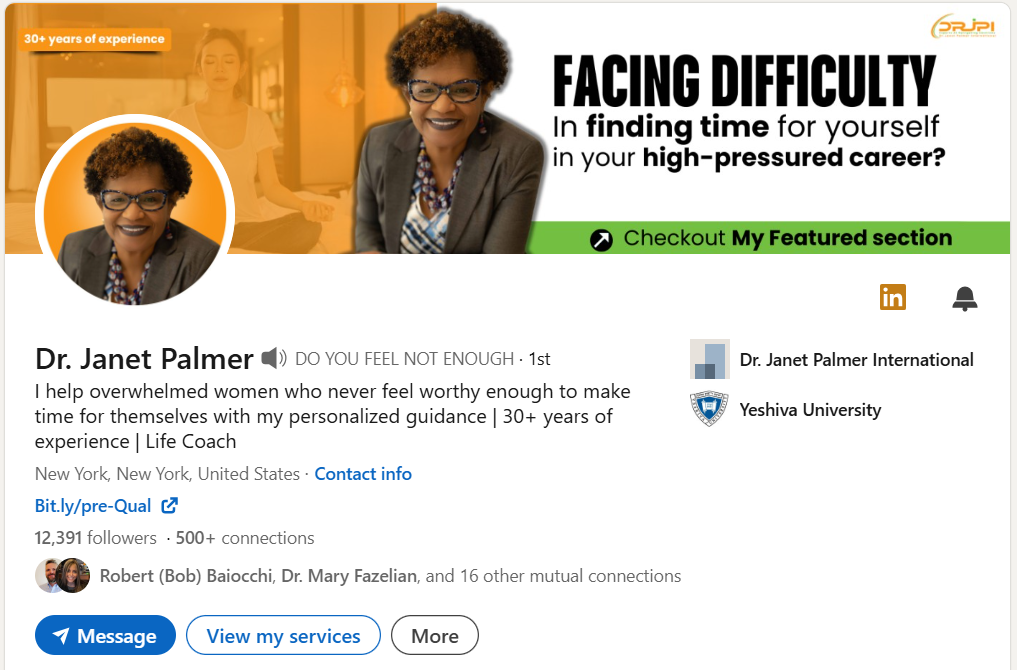 30+ years of experience
DRJPI
FACING DIFFICULTY
In finding time for yourself
in your high-pressured career?
Checkout My Featured section
in
Dr. Janet Palmer DO YOU FEEL NOT ENOUGH · 1st
I help overwhelmed women who never feel worthy enough to make
time for themselves with my personalized guidance | 30+ years of
experience | Life Coach
New York, New York, United States · Contact info
Bit.ly/pre-Qual
12,391 followers · 500+ connections
Robert (Bob) Baiocchi, Dr. Mary Fazelian, and 16 other mutual connections
Message
View my services
More
Dr. Janet Palmer International
Yeshiva University